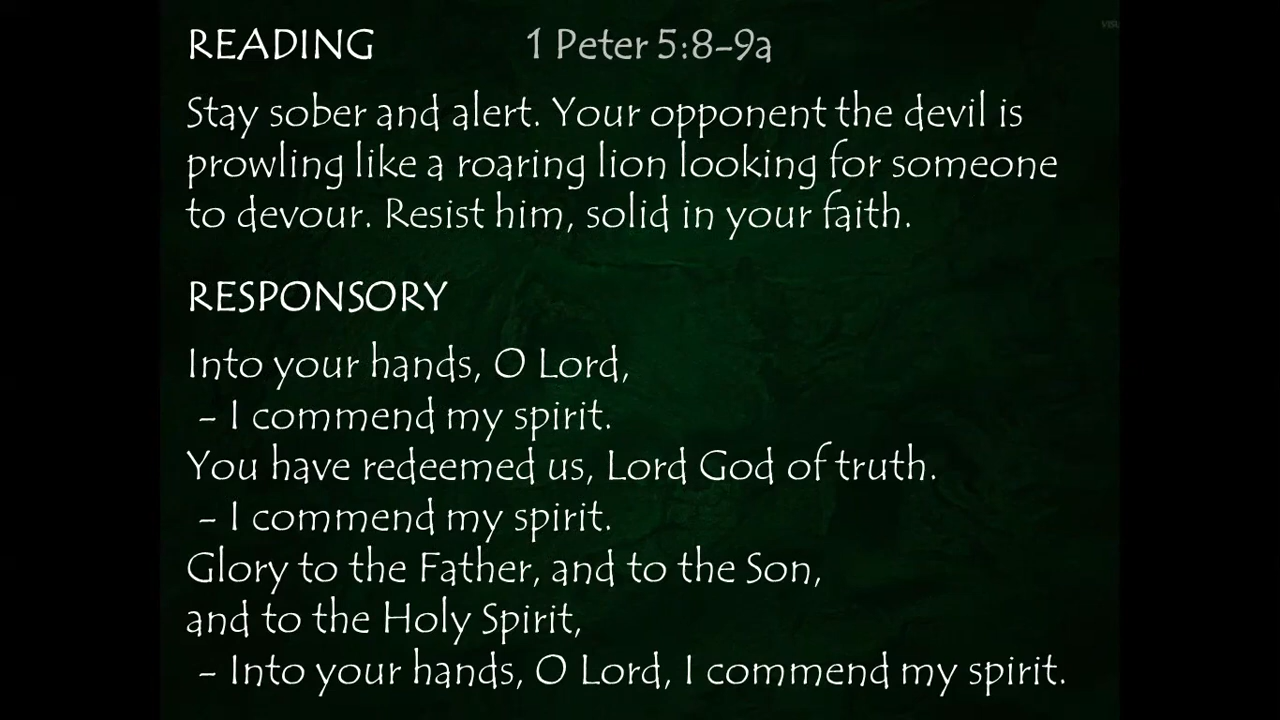 READING 1 Peter 5:8-9a
Stay sober and alert. Your opponent the devil is
prowling like a roaring lion looking for someone
to devour. Resist him, solid in your faith.
RESPONSORY
Into your hands, O Lord,
- I commend my spirit.
You have redeemed us, Lord God of truth.
- I commend my spirit.
Glory to the Father, and to the Son,
and to the Holy Spirit,
- Into your hands, O Lord, I commend my spirit.